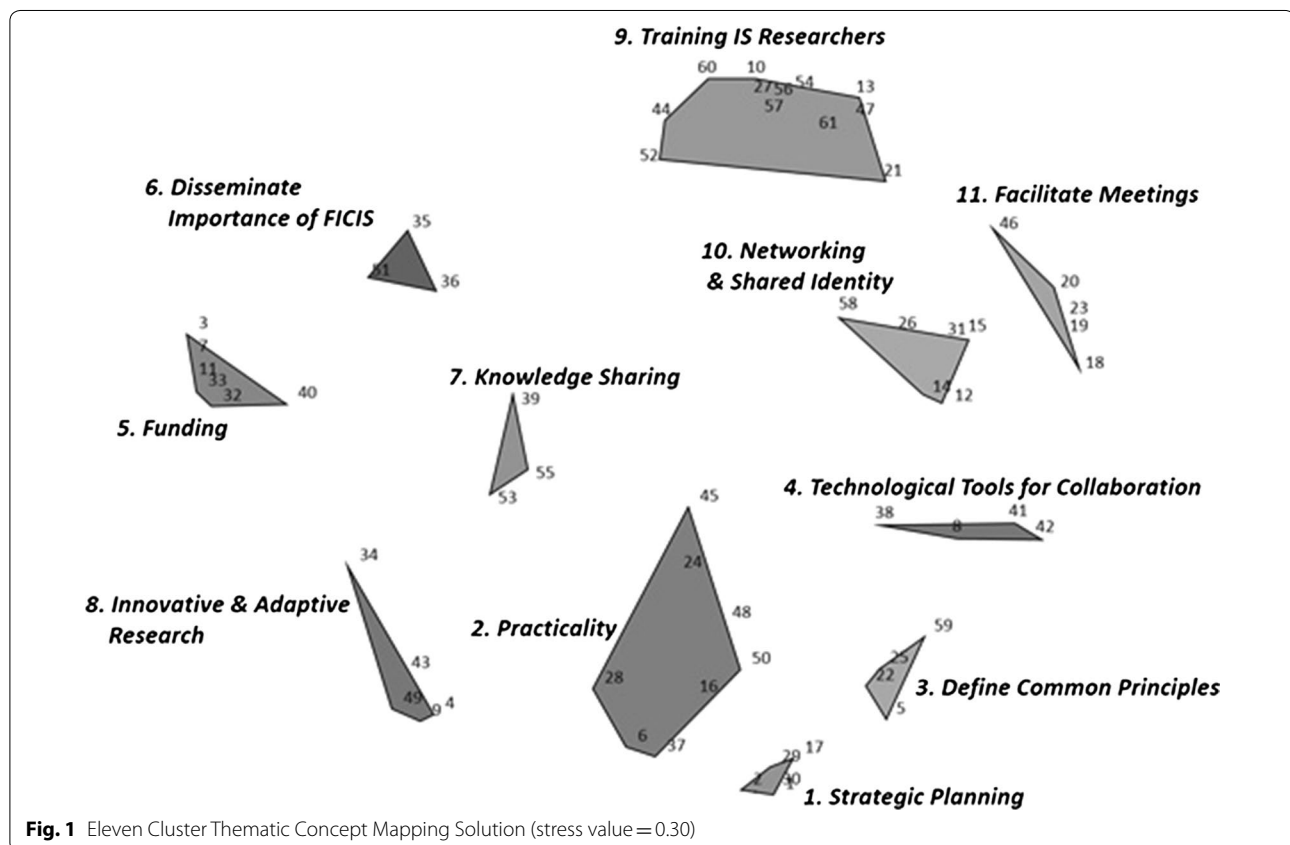 9. Training IS Researchers
60 10
27 56 54 13
44 57 47
61
52
21
6. Disseminate
Importance of FICIS
35
51
36
11. Facilitate Meetings
46
20
23
19
18
10. Networking
& Shared Identity
58
26 31 15
14 12
3
7
11
33
32 40
5. Funding
7. Knowledge Sharing
39
55
53
4. Technological Tools for Collaboration
38 8 41 42
45
24
48
50
28 16
6 37
2. Practicality
34
43
49 9 4
8. Innovative & Adaptive
Research
59
25
22
5
3. Define Common Principles
29 17
2 30
1
1. Strategic Planning
Fig. 1 Eleven Cluster Thematic Concept Mapping Solution (stress value = 0.30)